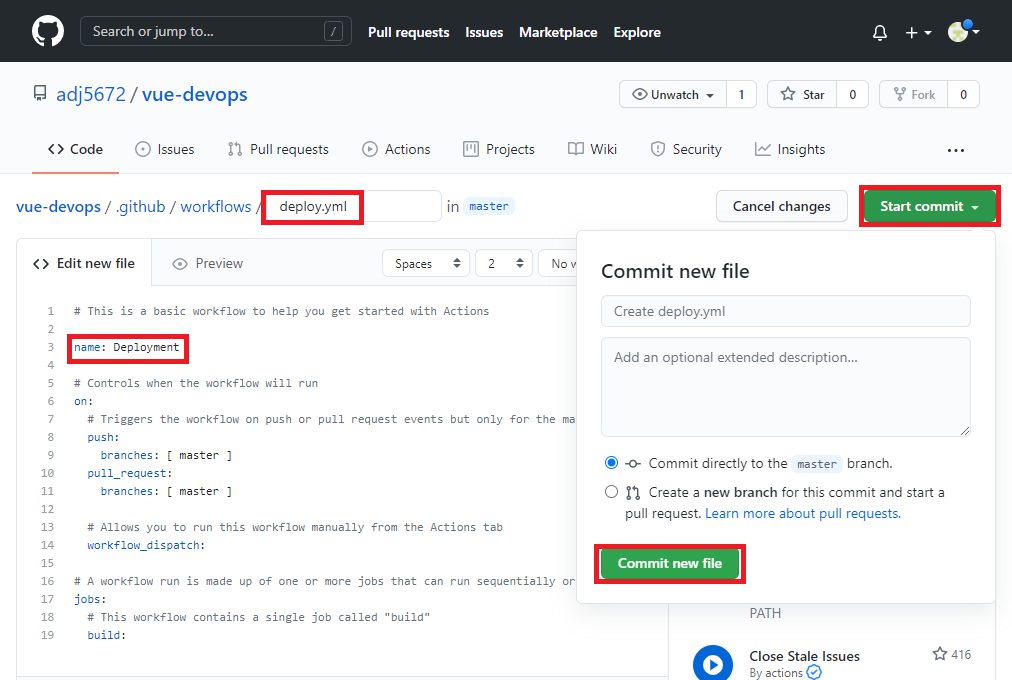 Search or jump to... /
Pull requests Issues Marketplace Explore
adj5672 / vue-devops
Unwatch 1 Star 0 Fork 0
Code Issues Pull requests Actions Projects Wiki Security Insights ...
vue-devops / .github / workflows / deploy.yml in master
Cancel changes Start commit
Edit new file Preview Spaces 2 No w
1 # This is a basic workflow to help you get started with Actions
2
3 name: Deployment
4
5 # Controls when the workflow will run
6 on:
7 # Triggers the workflow on push or pull request events but only for the ma
8 push:
9 branches: [ master ]
10 pull_request:
11 branches: [ master ]
12
13 # Allows you to run this workflow manually from the Actions tab
14 workflow_dispatch:
15
16 # A workflow run is made up of one or more jobs that can run sequentially or
17 jobs:
18 # This workflow contains a single job called "build"
19 build:
Commit new file
Create deploy.yml
Add an optional extended description...
Commit directly to the master branch.
Create a new branch for this commit and start a
pull request. Learn more about pull requests.
Commit new file
PATH
Close Stale Issues 416
By actions